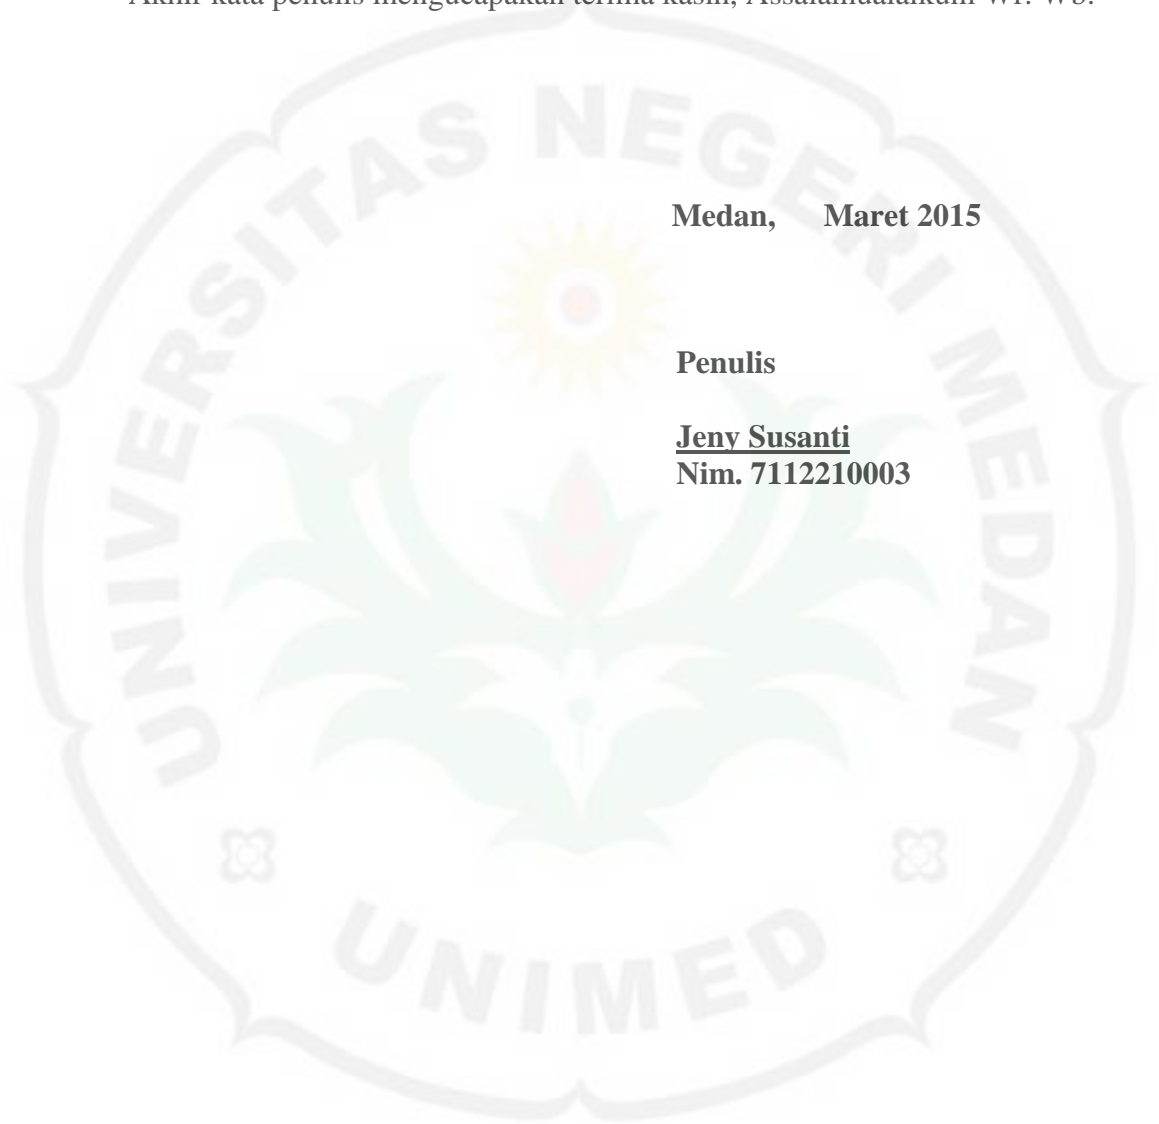 Akhir kata penulis mengucapakan terima kasih, Assalamualaikum Wr. Wb.
UNIVERSITAS NEGERI MEDAN
Medan, Maret 2015
Penulis
Jeny Susanti
Nim. 7112210003
UNIMED